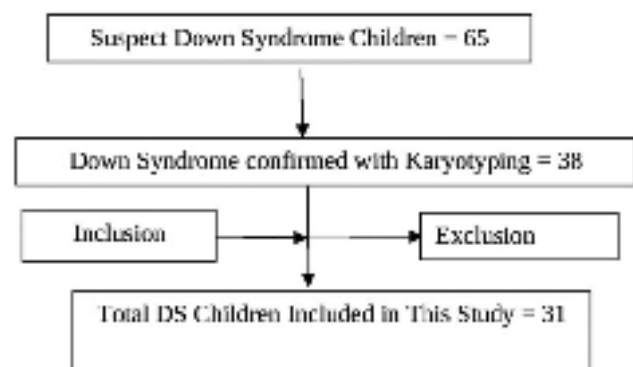 Suspect Down Syndrome Children = 65
Down Syndrome confirmed with Karyotyping = 38
Inclusion
Exclusion
Total DS Children Included in This Study = 31